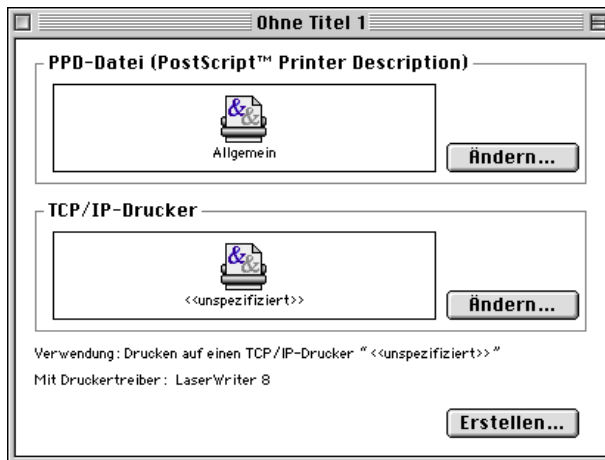 Ohne Titel 1
PPD-Datei (PostScript™ Printer Description)
Allgemein
Ändern...
TCP/IP-Drucker
<<unspezifiziert>>
Ändern...
Verwendung: Drucken auf einen TCP/IP-Drucker “<<unspezifiziert>>”
Mit Druckertreiber: LaserWriter 8
Erstellen...